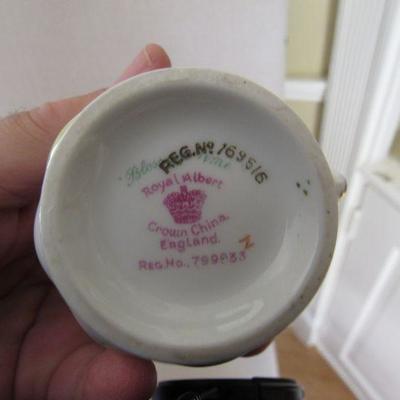 REG.Nº 169516
Royal Albert
Crown China.
England.
REG.NO., 799833